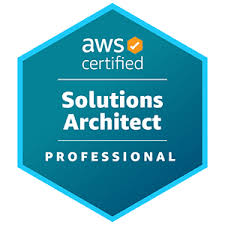 aws
certified
Solutions
Architect
PROFESSIONAL